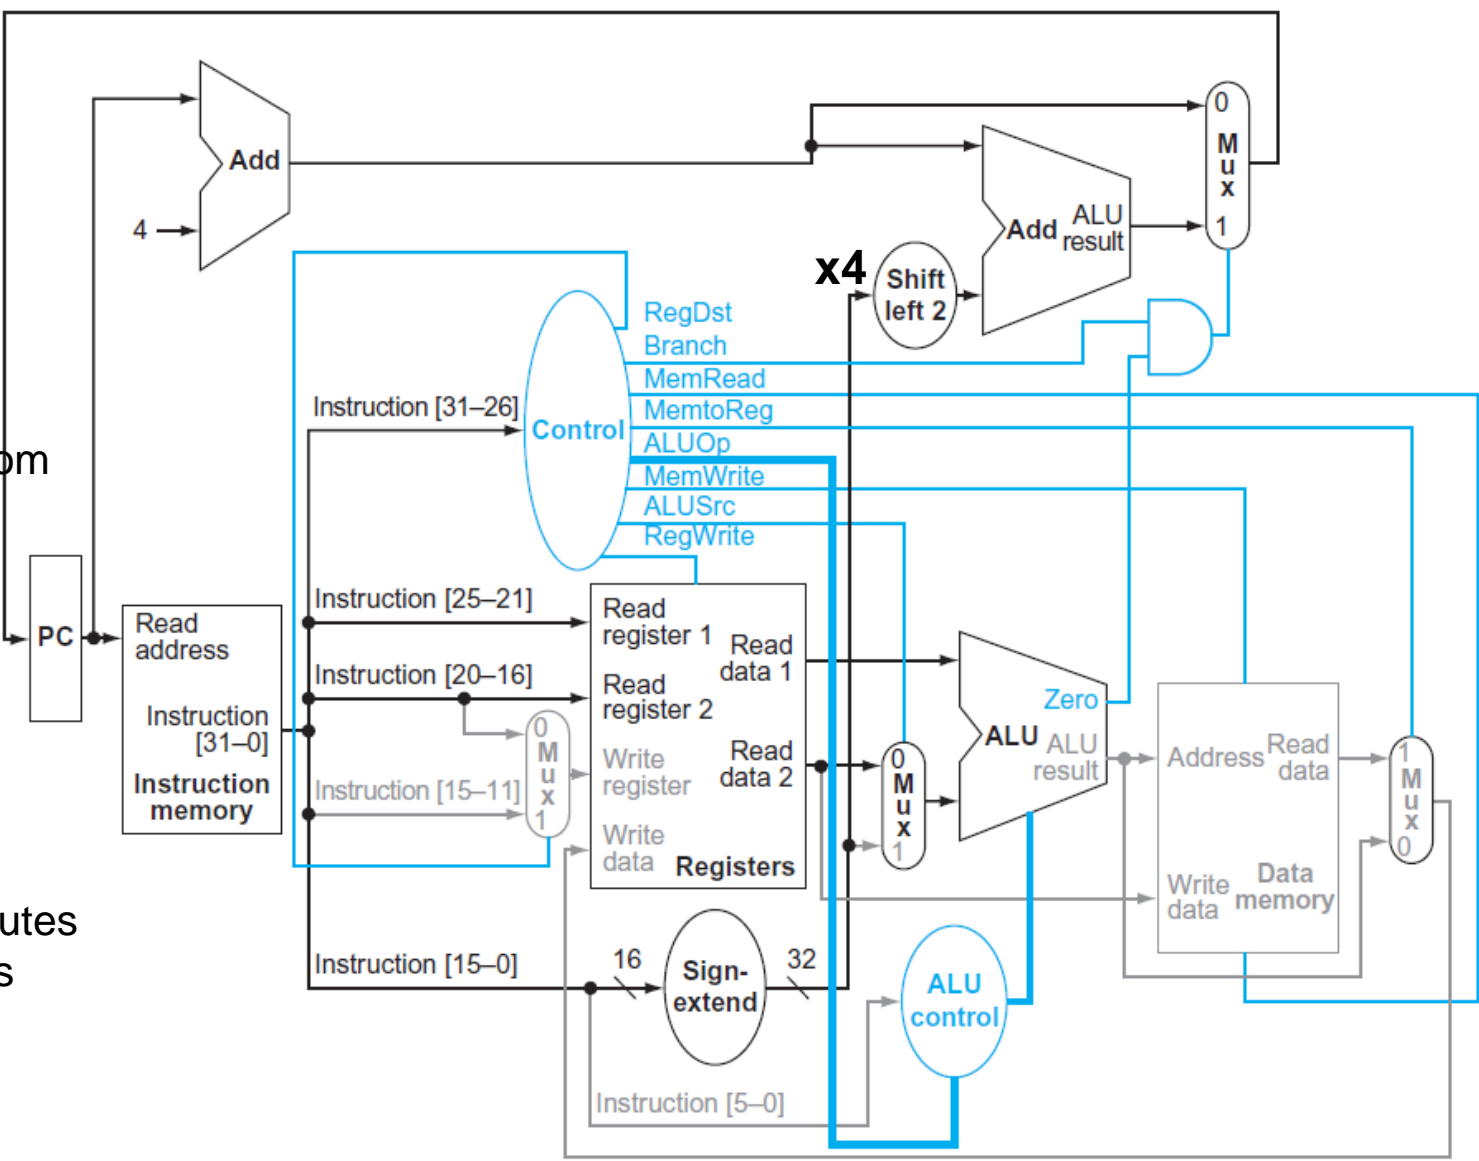 0
M
u
x
1
Add
4
Add
ALU
result
x4
Shift
left 2
RegDst
Branch
MemRead
MemtoReg
ALUOp
MemWrite
ALUSrc
RegWrite
Instruction [31–26]
Control
PC
Read
address
Instruction
[31–0]
Instruction
memory
Instruction [25–21]
Instruction [20–16]
Instruction [15–11]
0
M
u
x
1
Read
register 1
Read
register 2
Write
register
Write
data
Read
data 1
Read
data 2
Registers
0
M
u
x
1
Zero
ALU
ALU
result
Address
Read
data
Write
data
Data
memory
1
M
u
x
0
Instruction [15–0]
16
Sign-
extend
32
ALU
control
Instruction [5–0]